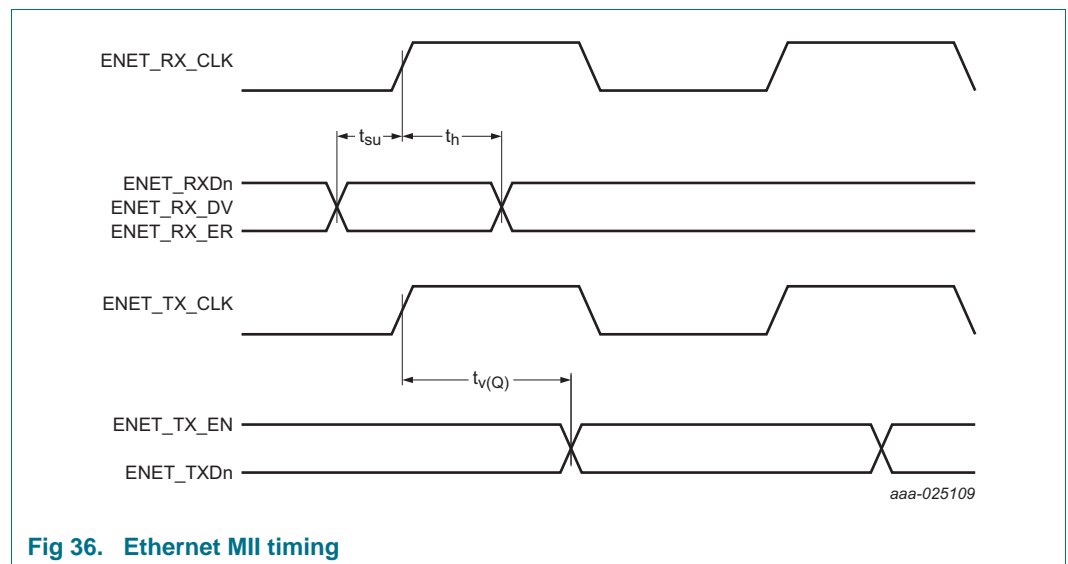 ENET_RX_CLK
tsu
th
ENET_RXDn
ENET_RX_DV
ENET_RX_ER
ENET_TX_CLK
tv(Q)
ENET_TX_EN
ENET_TXDn
aaa-025109
Fig 36. Ethernet MII timing